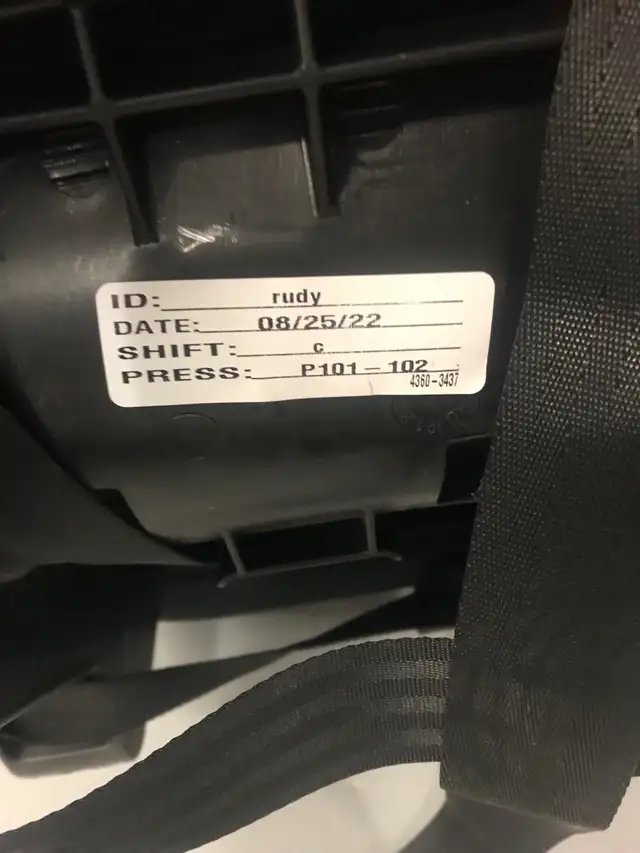 ID: rudy
DATE: 08/25/22
SHIFT: c
PRESS: P101-102
4360-3437